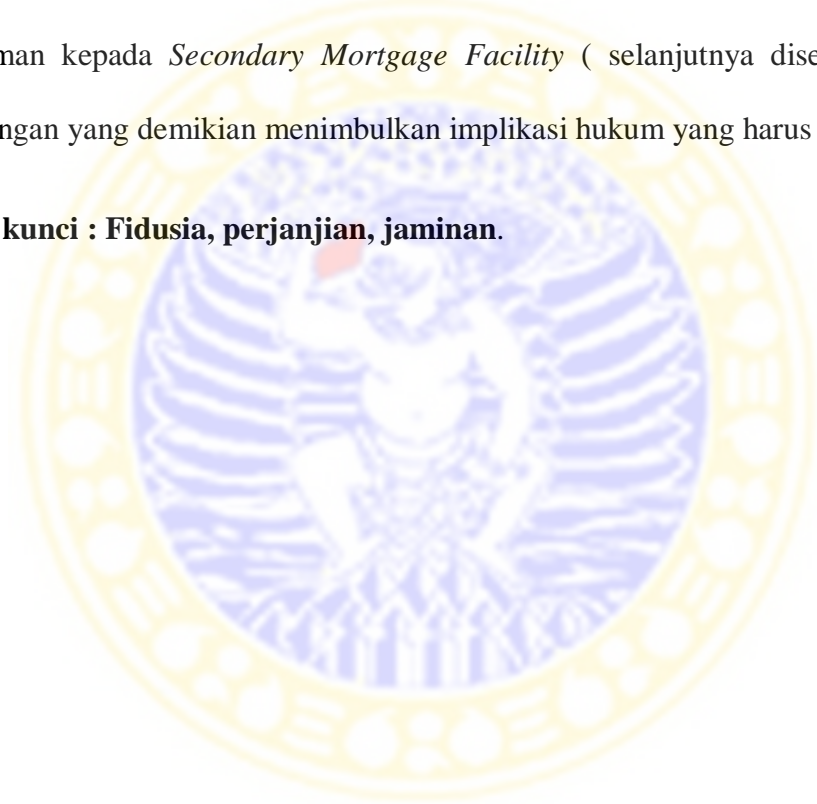 man kepada Secondary Mortgage Facility ( selanjutnya dise
ngan yang demikian menimbulkan implikasi hukum yang harus
kunci : Fidusia, perjanjian, jaminan.